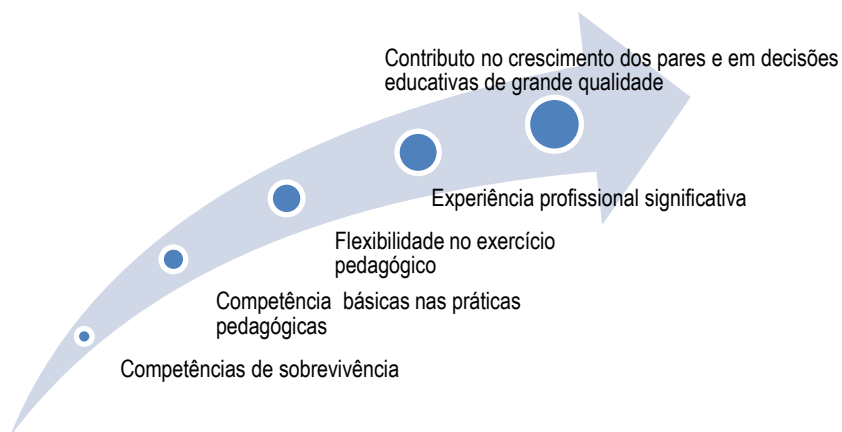 Contributo no crescimento dos pares e em decisões
educativas de grande qualidade
Experiência profissional significativa
Flexibilidade no exercício
pedagógico
Competência  básicas nas práticas
pedagógicas
Competências de sobrevivência